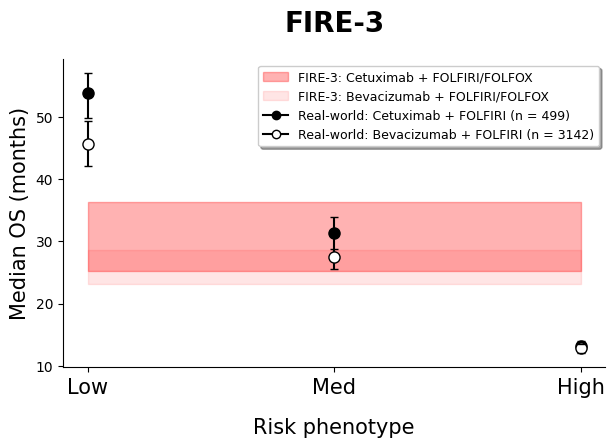 FIRE-3
FIRE-3: Cetuximab + FOLFIRI/FOLFOX
FIRE-3: Bevacizumab + FOLFIRI/FOLFOX
Real-world: Cetuximab + FOLFIRI (n = 499)
Real-world: Bevacizumab + FOLFIRI (n = 3142)
Median OS (months)
50
40
30
20
10
Low Med High
Risk phenotype